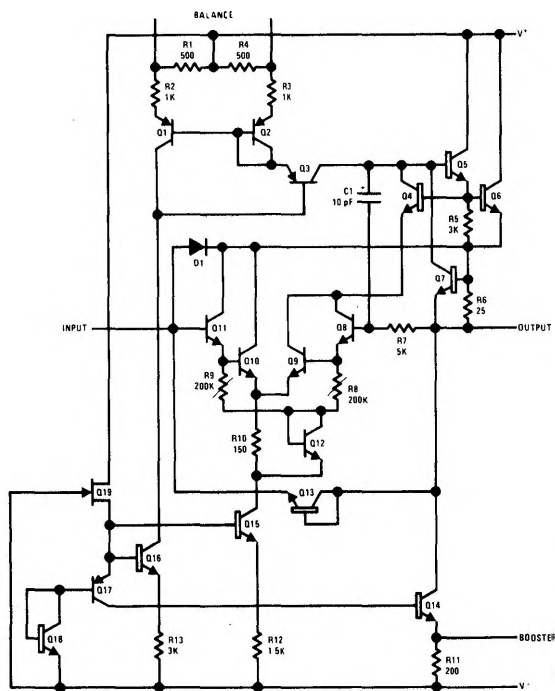 BALANCE
V+
R1
500
R4
500
R2
1K
R3
1K
Q1
Q2
Q3
Q5
Q4
Q6
C1
10 pF
+
R5
3K
D1
Q7
R6
25
INPUT
Q11
Q10
Q9
Q8
R7
5K
OUTPUT
R9
200K
R8
200K
R10
150
Q12
Q19
Q13
Q15
Q16
Q17
Q14
Q18
BOOSTER
R13
3K
R12
1 5K
R11
200
V-